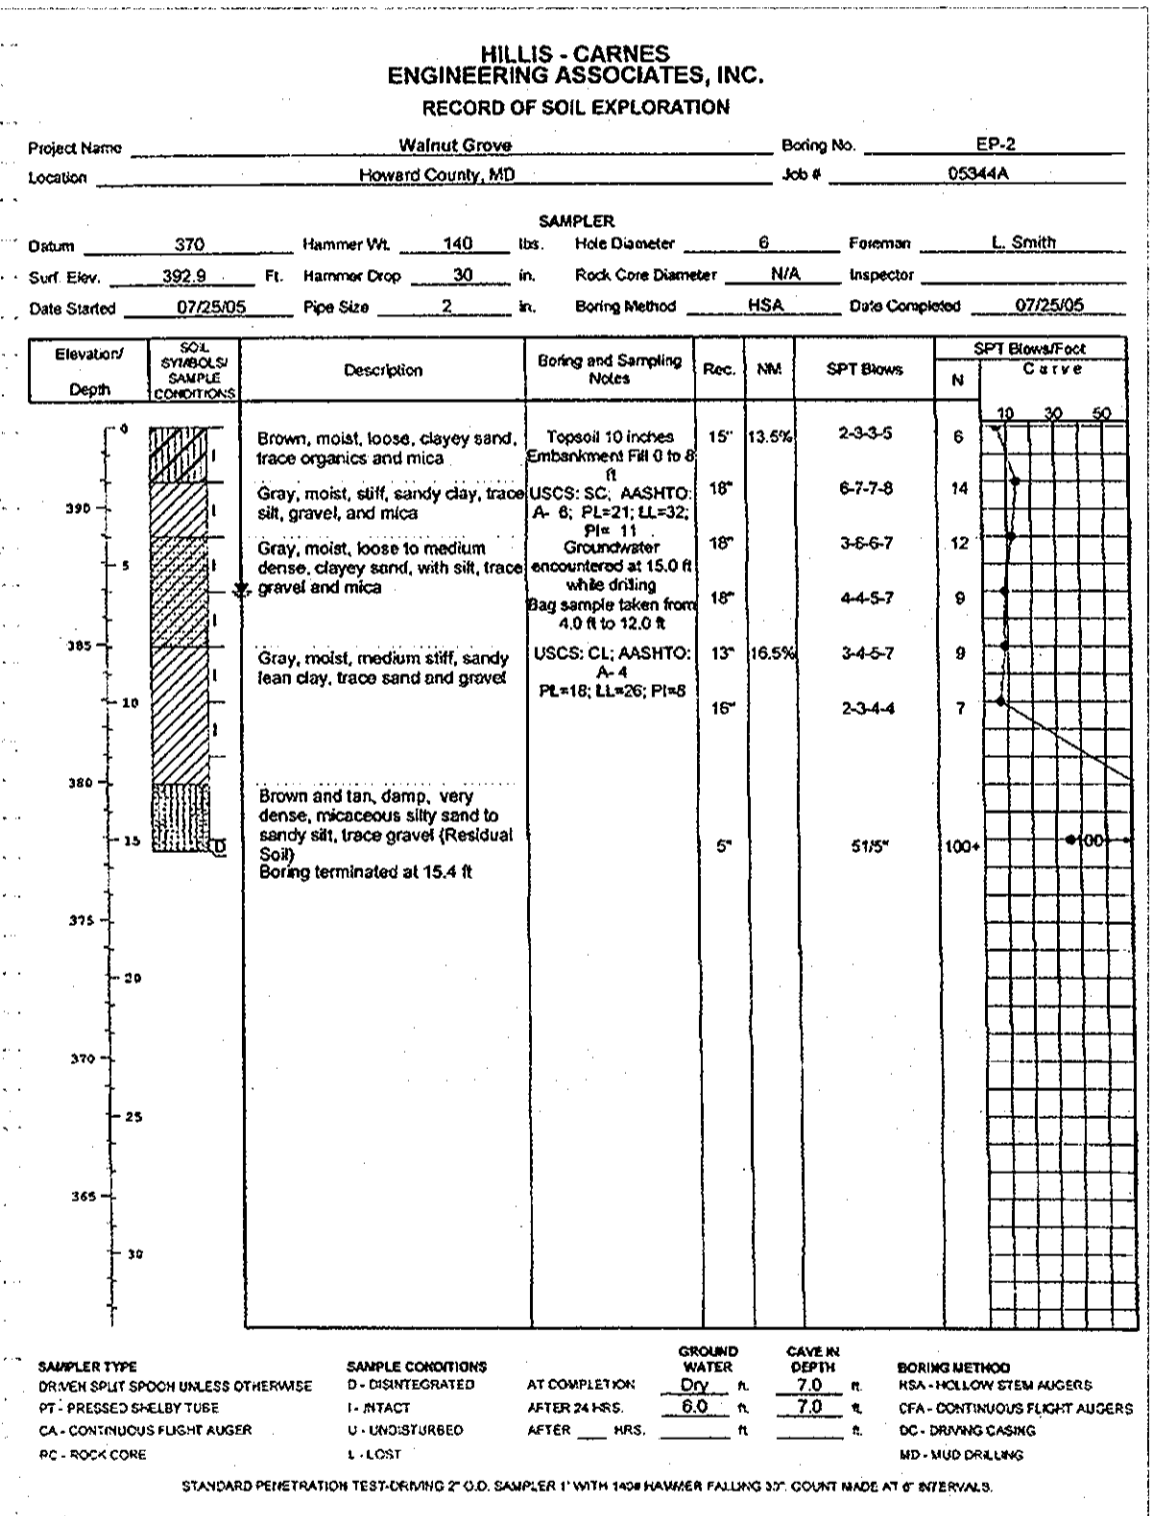 HILLIS - CARNES
ENGINEERING ASSOCIATES, INC.
RECORD OF SOIL EXPLORATION
Project Name Walnut Grove Boring No. EP-2
Location Howard County, MD Job # 05344A
SAMPLER
Datum 370 Hammer Wt. 140 lbs. Hole Diameter 6 Foreman L. Smith
Surf. Elev. 392.9 Ft. Hammer Drop 30 in. Rock Core Diameter N/A Inspector
Date Started 07/25/05 Pipe Size 2 in. Boring Method HSA Date Completed 07/25/05
Elevation/
Depth
SOIL
SYMBOLS/
SAMPLE
CONDITIONS
Description
Boring and Sampling
Notes
Rec.
NM
SPT Blows
SPT Blows/Foot
N
Curve
10 30 50
0
390
5
385
10
380
15
375
20
370
25
365
30
I
I
I
I
I
I
D
Brown, moist, loose, clayey sand,
trace organics and mica
Gray, moist, stiff, sandy clay, trace
silt, gravel, and mica
Gray, moist, loose to medium
dense, clayey sand, with silt, trace
gravel and mica
Gray, moist, medium stiff, sandy
lean clay, trace sand and gravel
Brown and tan, damp, very
dense, micaceous silty sand to
sandy silt, trace gravel (Residual
Soil)
Boring terminated at 15.4 ft
Topsoil 10 inches
Embankment Fill 0 to 8
ft
USCS: SC; AASHTO:
A- 6; PL=21; LL=32;
PI= 11
Groundwater
encountered at 15.0 ft
while drilling
Bag sample taken from
4.0 ft to 12.0 ft
USCS: CL; AASHTO:
A- 4
PL=18; LL=26; PI=8
15" 13.5% 2-3-3-5 6
18" 6-7-7-8 14
18" 3-6-6-7 12
18" 4-4-5-7 9
13" 16.5% 3-4-5-7 9
16" 2-3-4-4 7
5" 51/5" 100+
100
SAMPLER TYPE
DRIVEN SPLIT SPOON UNLESS OTHERWISE
PT - PRESSED SHELBY TUBE
CA - CONTINUOUS FLIGHT AUGER
RC - ROCK CORE
SAMPLE CONDITIONS
D - DISINTEGRATED
I - INTACT
U - UNDISTURBED
L - LOST
GROUND
WATER
CAVE IN
DEPTH
AT COMPLETION Dry ft. 7.0 ft.
AFTER 24 HRS. 6.0 ft. 7.0 ft.
AFTER ___ HRS. ft. ft.
BORING METHOD
HSA - HOLLOW STEM AUGERS
CFA - CONTINUOUS FLIGHT AUGERS
DC - DRIVING CASING
MD - MUD DRILLING
STANDARD PENETRATION TEST-DRIVING 2" O.D. SAMPLER 1' WITH 140# HAMMER FALLING 30". COUNT MADE AT 6" INTERVALS.